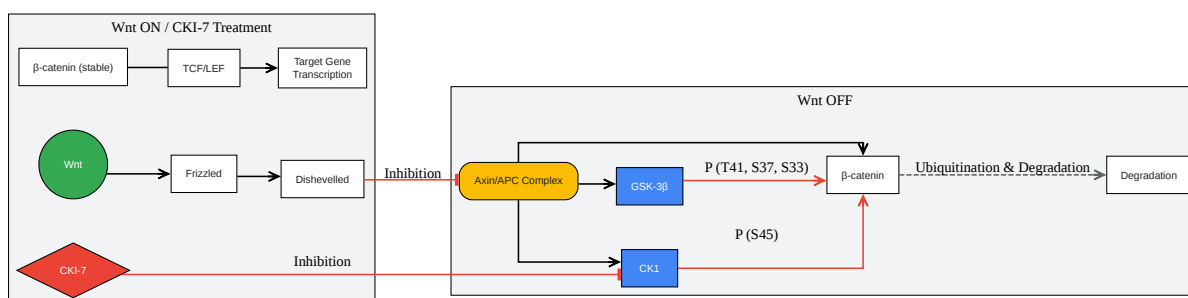 Wnt ON / CKI-7 Treatment
β-catenin (stable)
TCF/LEF
Target Gene
Transcription
Wnt
Frizzled
Dishevelled
Inhibition
CKI-7
Inhibition
Wnt OFF
Axin/APC Complex
GSK-3β
P (T41, S37, S33)
β-catenin
Ubiquitination & Degradation
Degradation
P (S45)
CK1